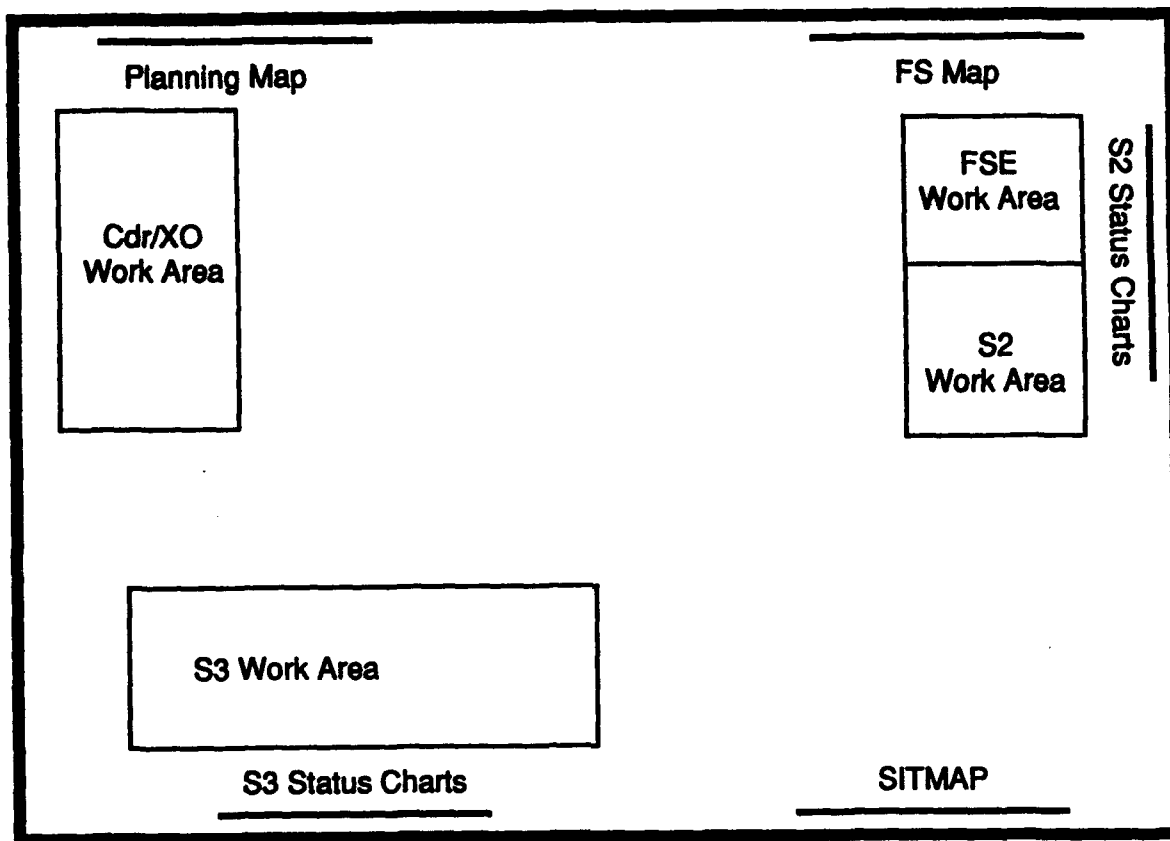 Planning Map
FS Map
Cdr/XO
Work Area
FSE
Work Area
S2 Status Charts
S2
Work Area
S3 Work Area
S3 Status Charts
SITMAP